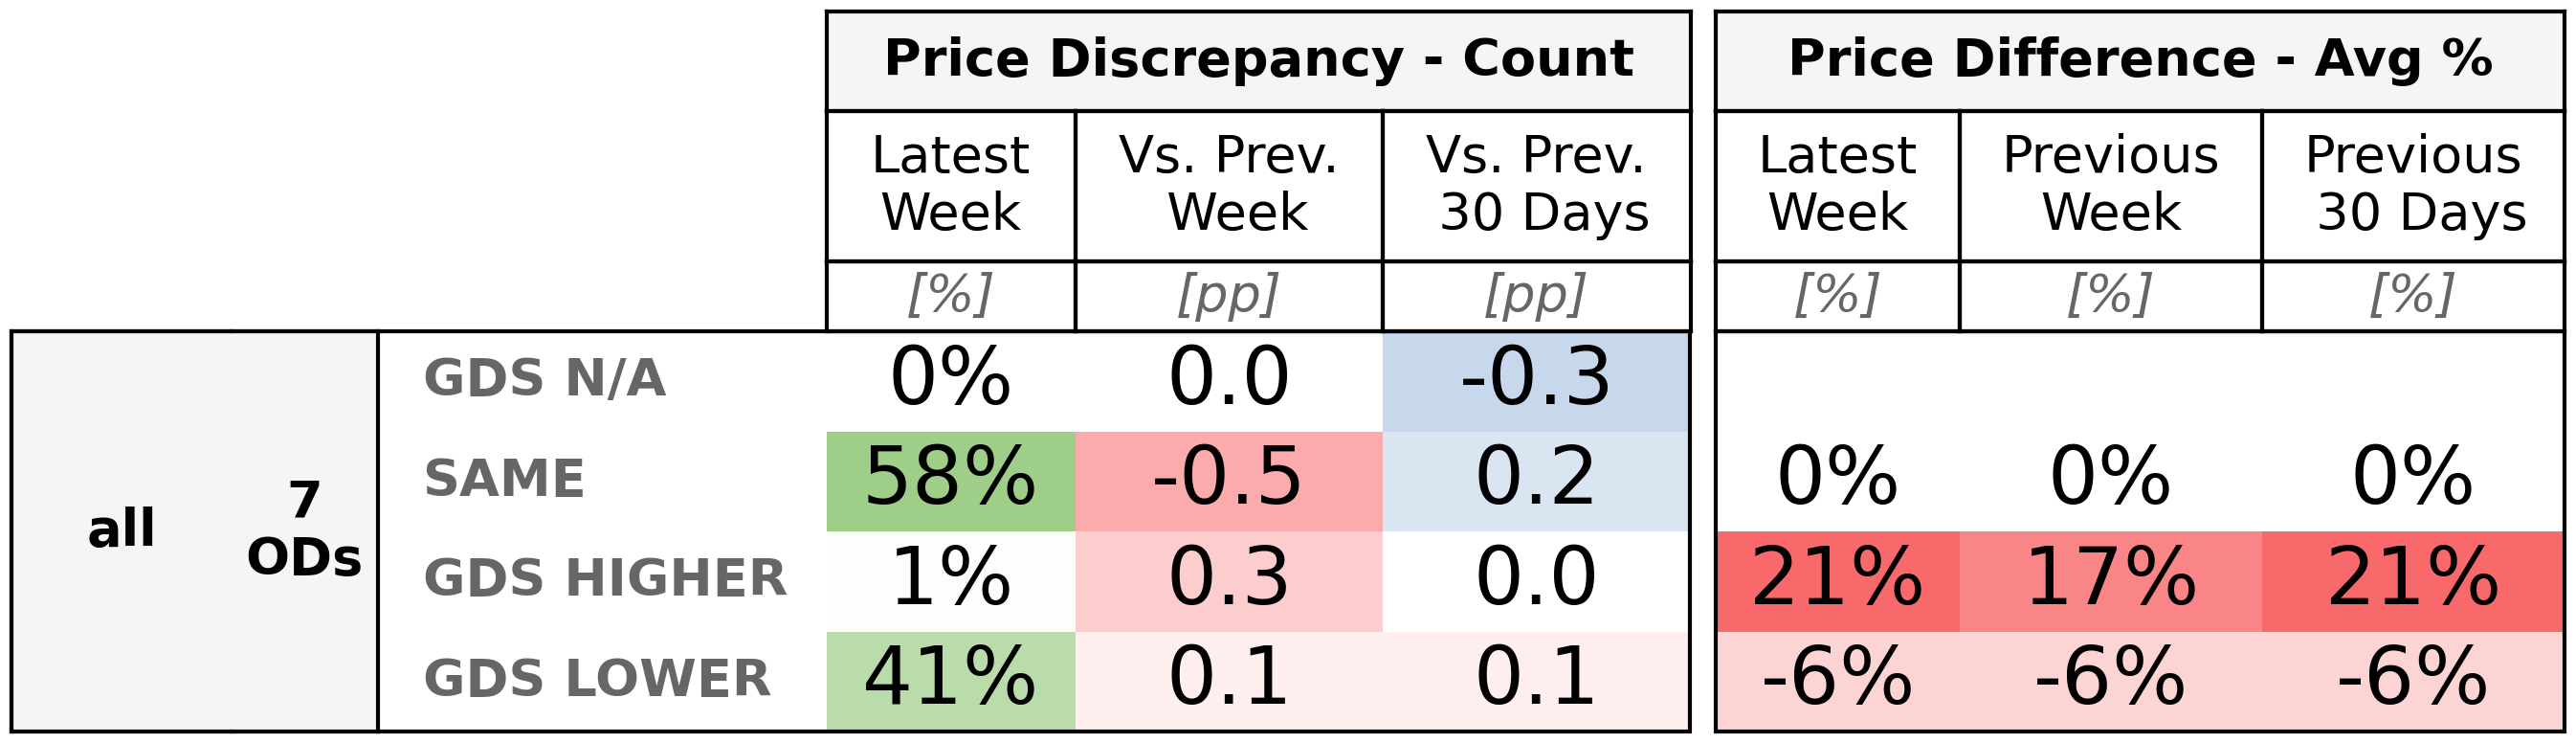 Price Discrepancy - Count Price Difference - Avg %
Latest Week Vs. Prev. Week Vs. Prev. 30 Days Latest Week Previous Week Previous 30 Days
[%] [pp] [pp] [%] [%] [%]
all 7 ODs
GDS N/A 0% 0.0 -0.3
SAME 58% -0.5 0.2 0% 0% 0%
GDS HIGHER 1% 0.3 0.0 21% 17% 21%
GDS LOWER 41% 0.1 0.1 -6% -6% -6%